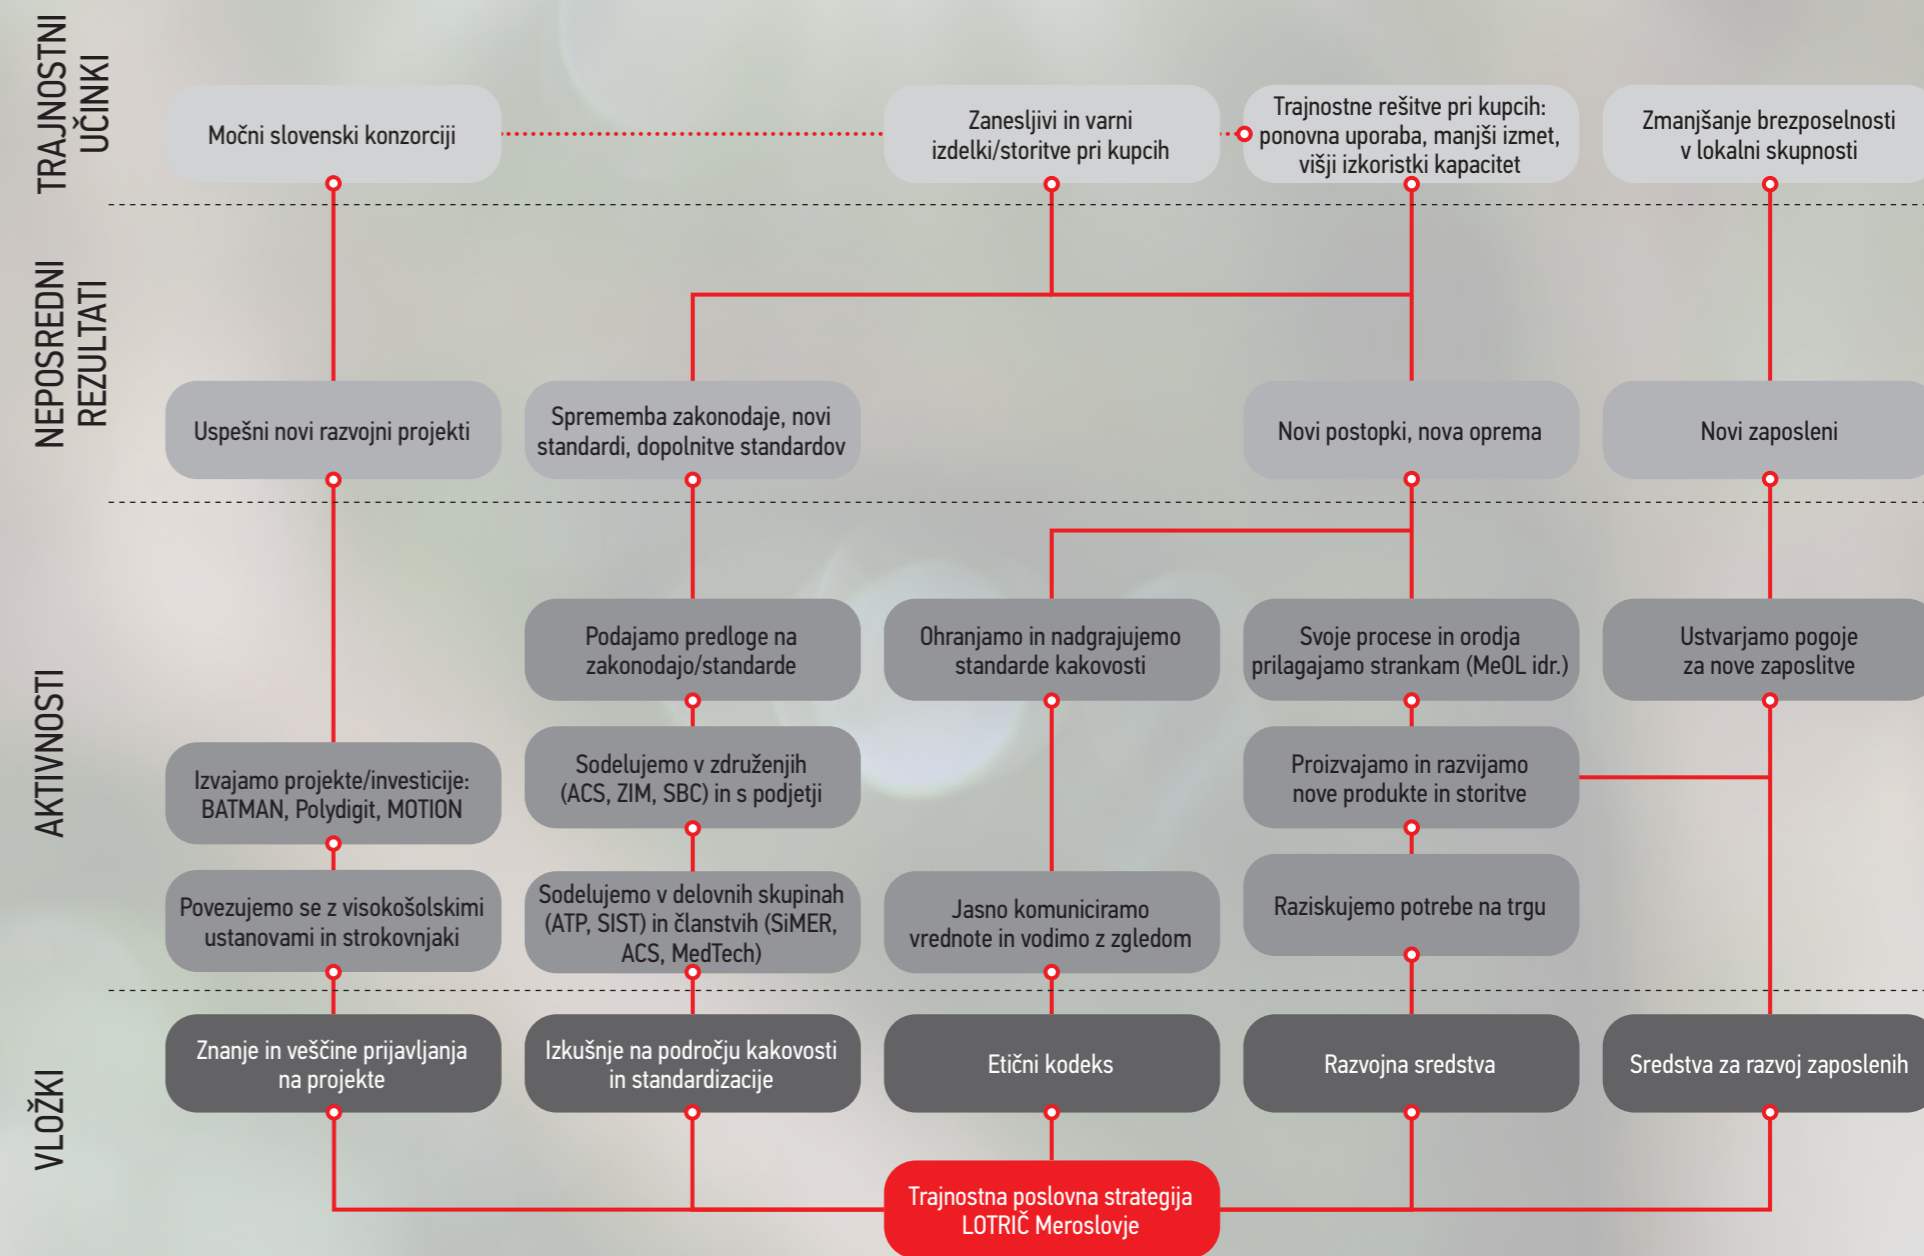 TRAJNOSTNI
UČINKI
Močni slovenski konzorciji
Zanesljivi in varni
izdelki/storitve pri kupcih
Trajnostne rešitve pri kupcih:
ponovna uporaba, manjši izmet,
višji izkoristki kapacitet
Zmanjšanje brezposelnosti
v lokalni skupnosti
NEPOSREDNI
REZULTATI
Uspešni novi razvojni projekti
Sprememba zakonodaje, novi
standardi, dopolnitve standardov
Novi postopki, nova oprema
Novi zaposleni
AKTIVNOSTI
Podajamo predloge na
zakonodajo/standarde
Ohranjamo in nadgrajujemo
standarde kakovosti
Svoje procese in orodja
prilagajamo strankam (MeOL idr.)
Ustvarjamo pogoje
za nove zaposlitve
Izvajamo projekte/investicije:
BATMAN, Polydigit, MOTION
Sodelujemo v združenjih
(ACS, ZIM, SBC) in s podjetji
Proizvajamo in razvijamo
nove produkte in storitve
Povezujemo se z visokošolskimi
ustanovami in strokovnjaki
Sodelujemo v delovnih skupinah
(ATP, SIST) in članstvih (SiMER,
ACS, MedTech)
Jasno komuniciramo
vrednote in vodimo z zgledom
Raziskujemo potrebe na trgu
VLOŽKI
Znanje in veščine prijavljanja
na projekte
Izkušnje na področju kakovosti
in standardizacije
Etični kodeks
Razvojna sredstva
Sredstva za razvoj zaposlenih
Trajnostna poslovna strategija
LOTRIČ Meroslovje